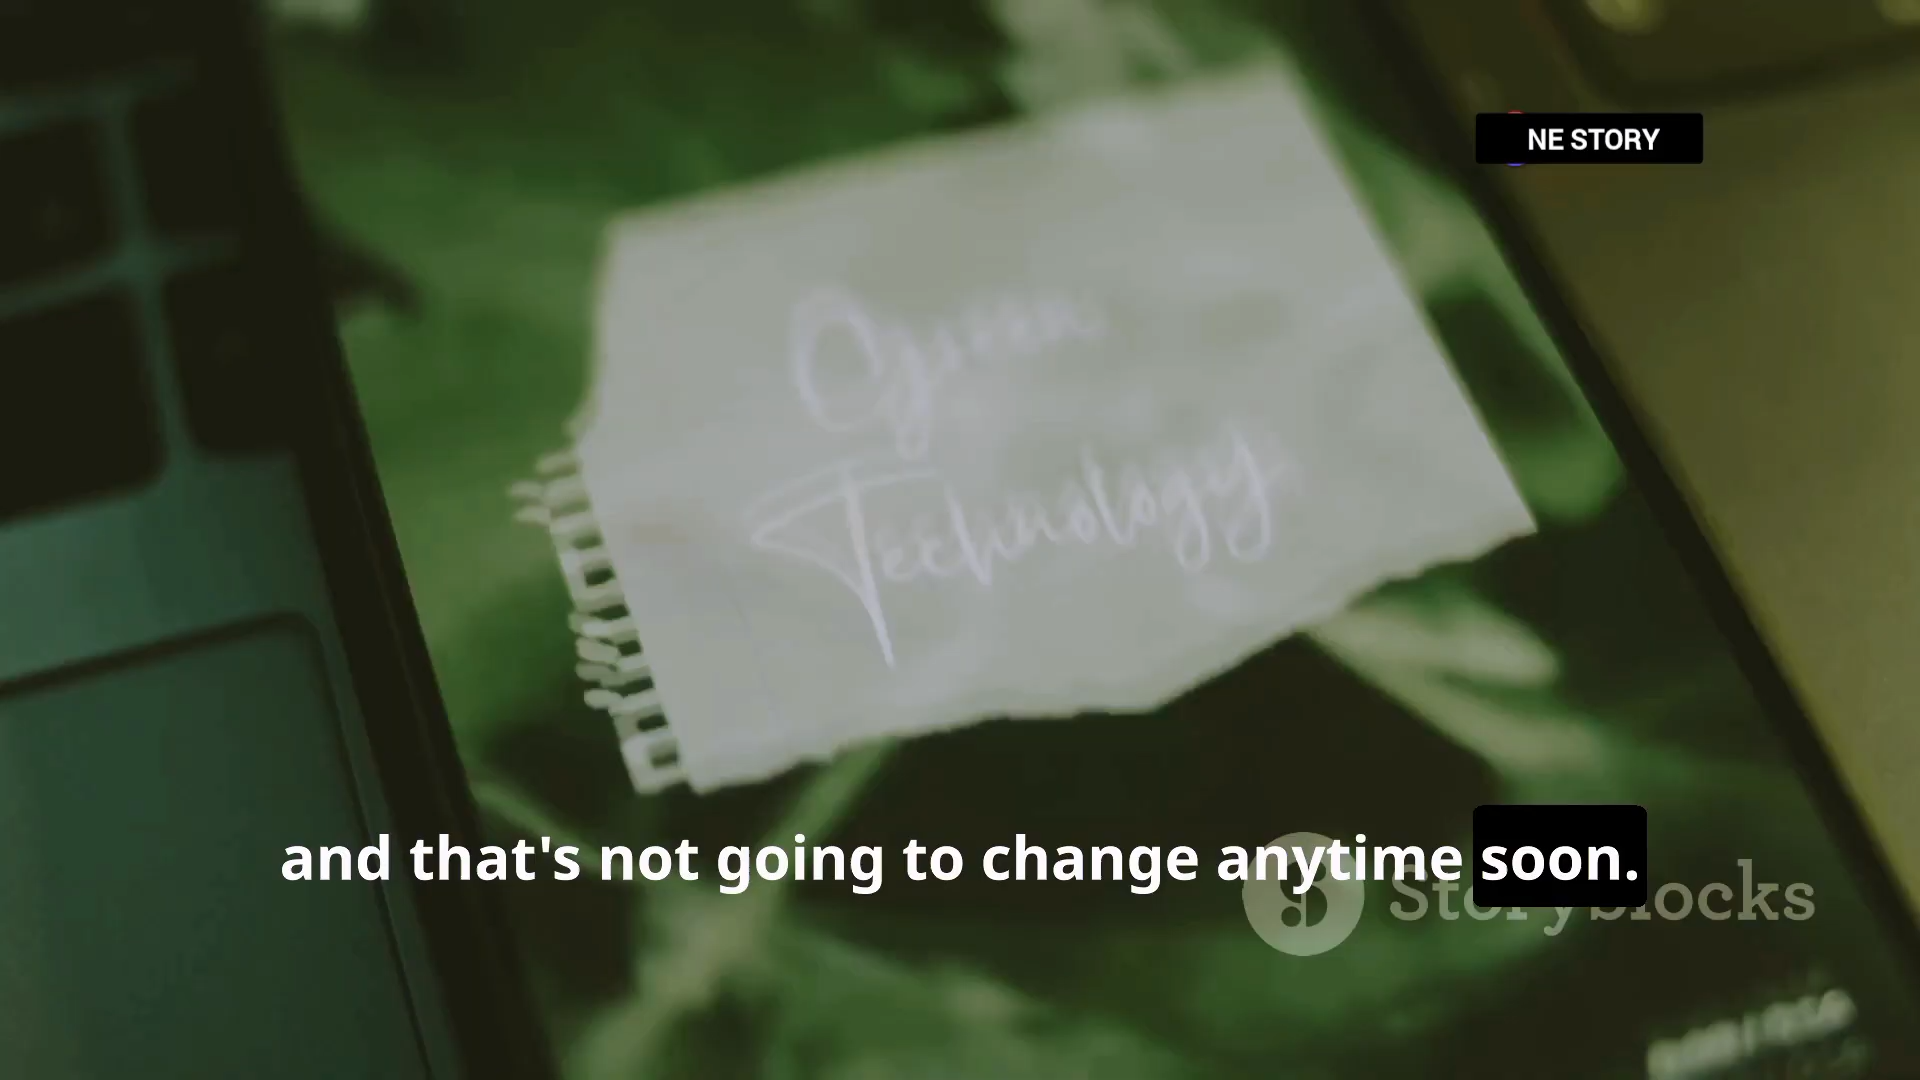 NE STORY
Green
Technology
and that's not going to change anytime soon.
Storyblocks